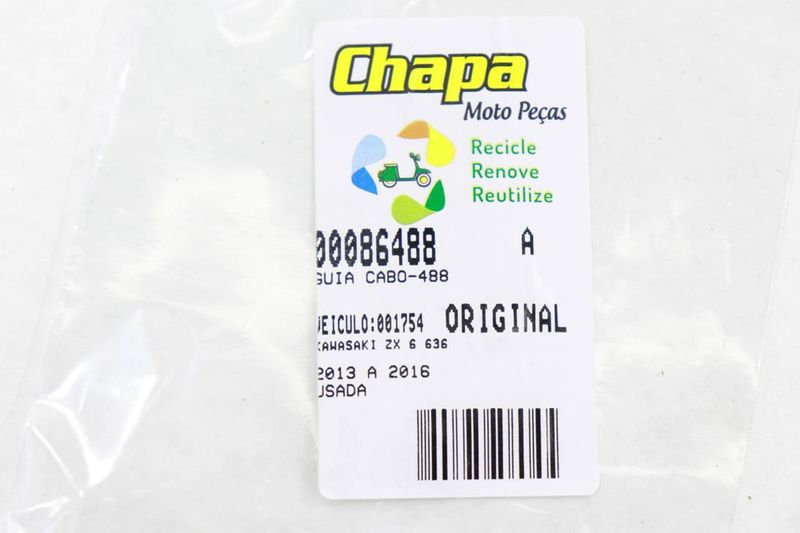 Chapa
Moto Peças
Recicle
Renove
Reutilize
00086488 A
GUIA CABO-488
VEICULO:001754 ORIGINAL
KAWASAKI ZX 6 636
2013 A 2016
USADA